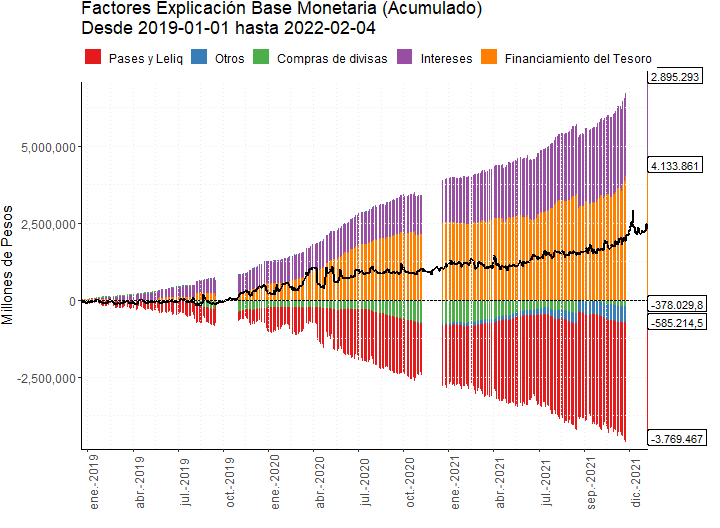 Factores Explicación Base Monetaria (Acumulado)
Desde 2019-01-01 hasta 2022-02-04
Pases y Leliq Otros Compras de divisas Intereses Financiamiento del Tesoro
Millones de Pesos
5,000,000
2,500,000
0
-2,500,000
2.895.293
4.133.861
-378.029,8
-585.214,5
-3.769.467
ene.-2019 abr.-2019 jul.-2019 oct.-2019 ene.-2020 abr.-2020 jul.-2020 oct.-2020 ene.-2021 abr.-2021 jul.-2021 sep.-2021 dic.-2021